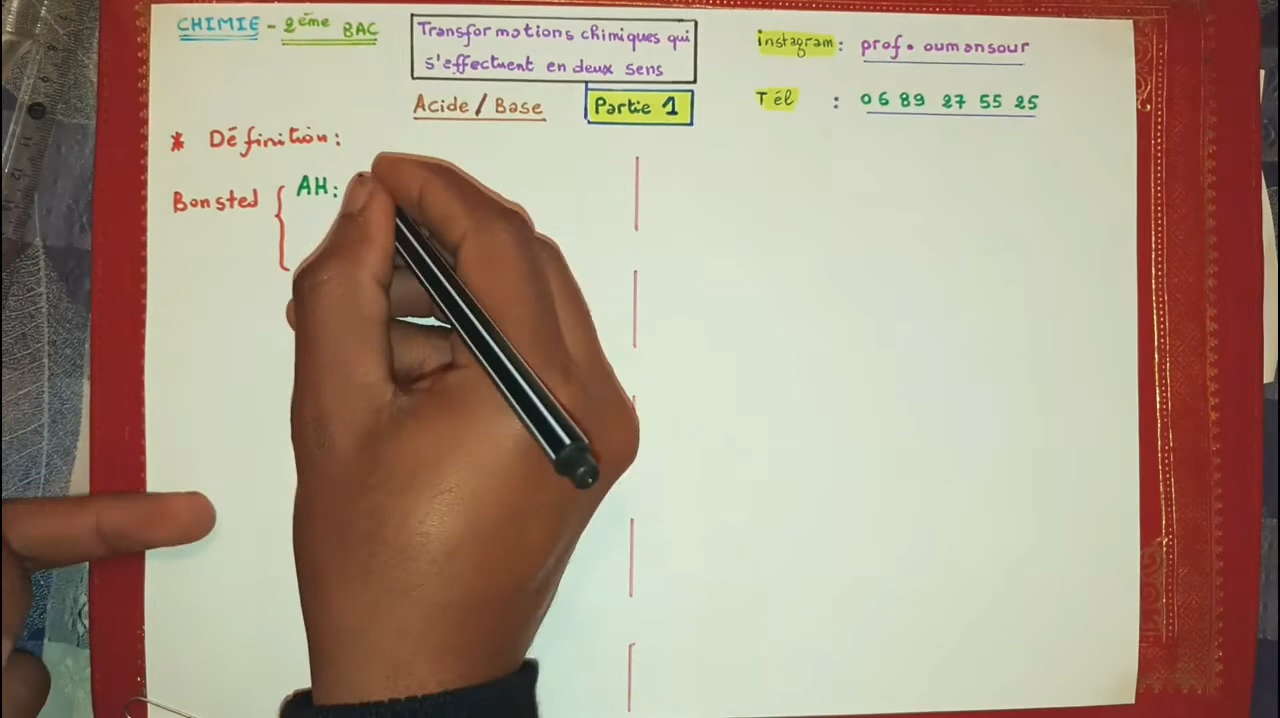 CHIMIE - 2ème BAC
Transformations chimiques qui
s'effectuent en deux sens
Acide / Base
Partie 1
instagram : prof.oumansour
Tél : 06 89 27 55 25
* Définition :
Bonsted { AH :